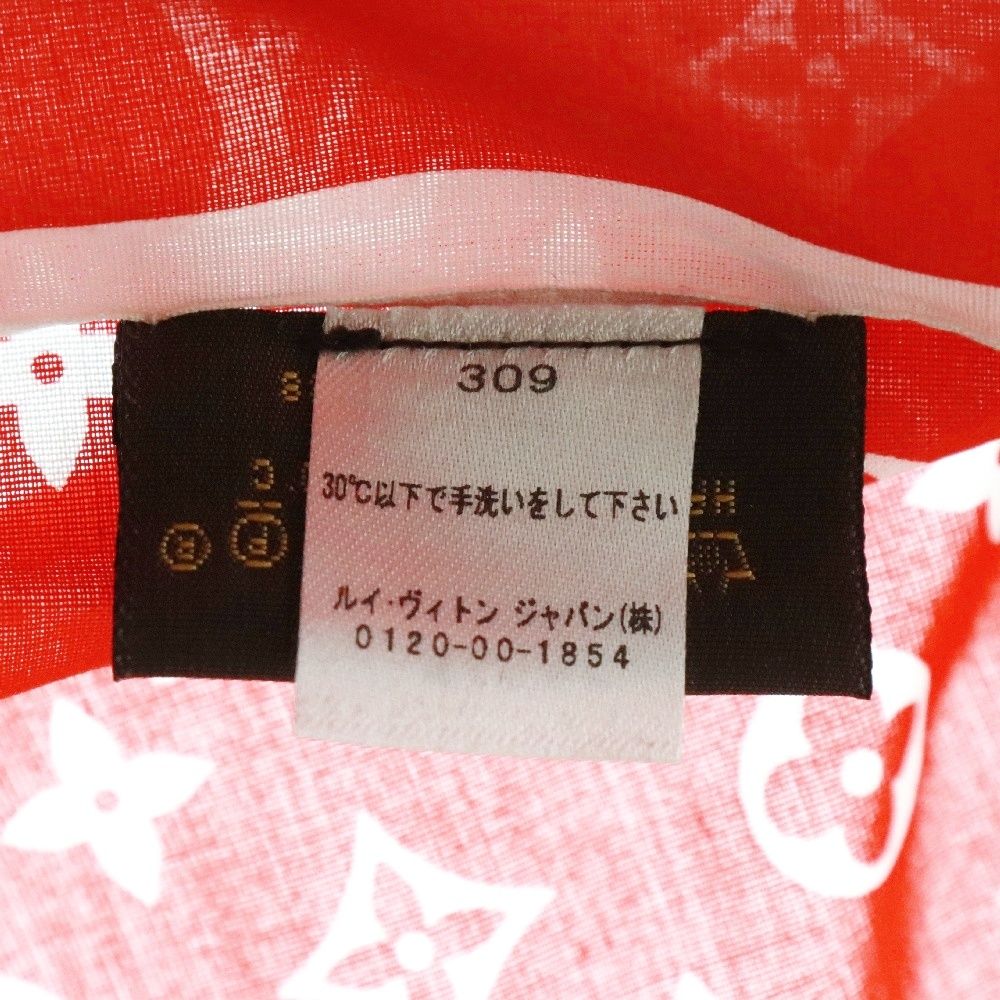 309
30℃以下で手洗いをして下さい
ルイ・ヴィトン ジャパン(株)
0120-00-1854